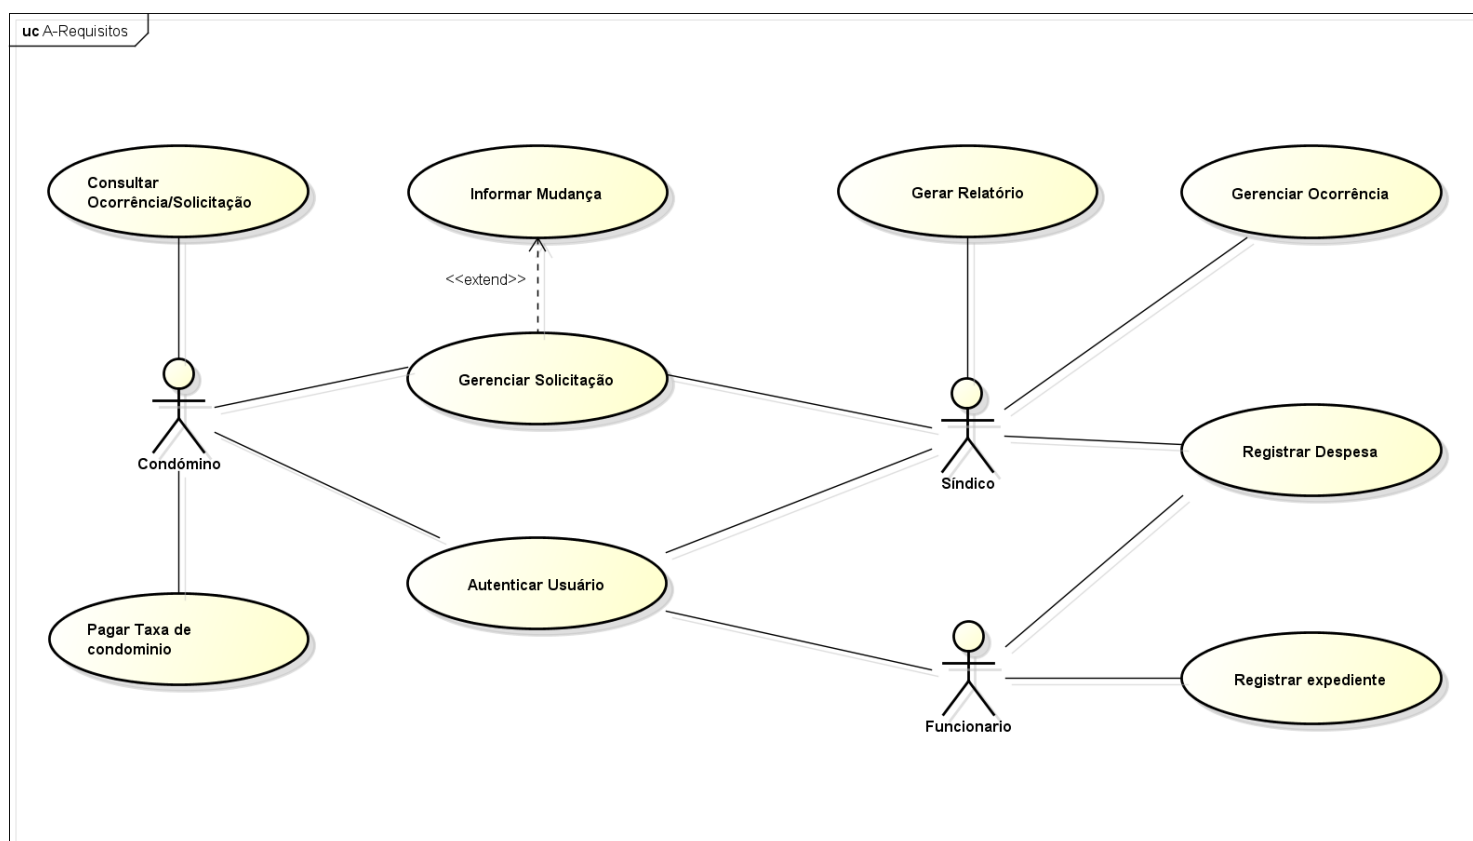 uc A-Requisitos
Consultar
Ocorrência/Solicitação
Informar Mudança
Gerar Relatório
Gerenciar Ocorrência
<<extend>>
Gerenciar Solicitação
Condómino
Síndico
Registrar Despesa
Autenticar Usuário
Pagar Taxa de
condominio
Funcionario
Registrar expediente